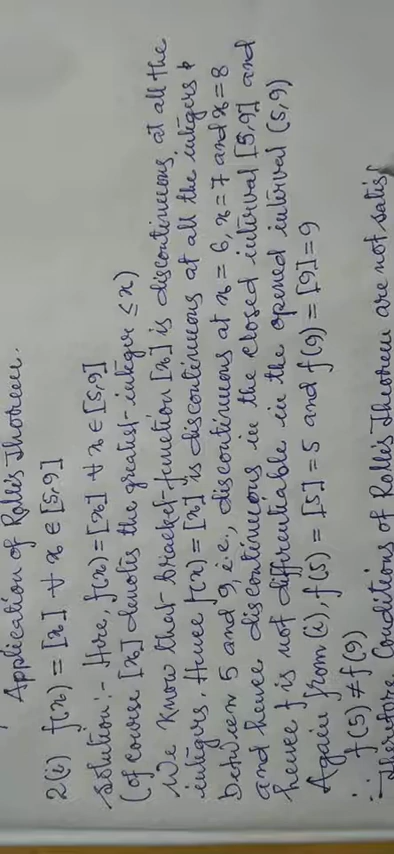 Application of Rolle's Theorem.
2(i) f(x) = [x] ∀ x ∈ [5,9]
Solution:- Here, f(x) = [x] ∀ x ∈ [5,9]
(of course [x] denotes the greatest-integer ≤ x)
We know that bracket-function [x] is discontinuous at all the
integers. Hence f(x) = [x] is discontinuous at all the integers
between 5 and 9, i.e., discontinuous at x = 6, x = 7 and x = 8
and hence discontinuous in the closed interval [5,9] and
hence f is not differentiable in the opened interval (5,9)
Again from (i), f(5) = [5] = 5 and f(9) = [9] = 9
∴ f(5) ≠ f(9)
Therefore Conditions of Rolle's Theorem are not satisf